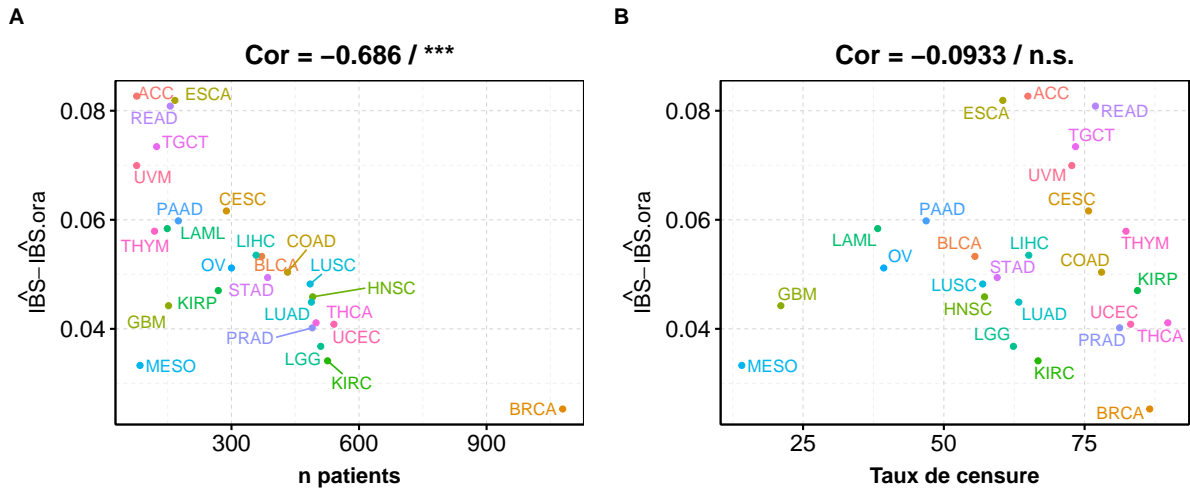 A
Cor = −0.686 / ***
IBS^ − IBS^.ora
0.08
0.06
0.04
ACC
ESCA
READ
TGCT
UVM
CESC
PAAD
LAML
THYM
LIHC
COAD
BLCA
OV
LUSC
STAD
HNSC
KIRP
GBM
LUAD
THCA
PRAD
UCEC
LGG
MESO
KIRC
BRCA
300
600
900
n patients
B
Cor = −0.0933 / n.s.
IBS^ − IBS^.ora
0.08
0.06
0.04
ACC
READ
ESCA
TGCT
UVM
CESC
PAAD
LAML
THYM
BLCA
LIHC
OV
COAD
STAD
LUSC
KIRP
GBM
HNSC
LUAD
UCEC
LGG
PRAD
THCA
MESO
KIRC
BRCA
25
50
75
Taux de censure